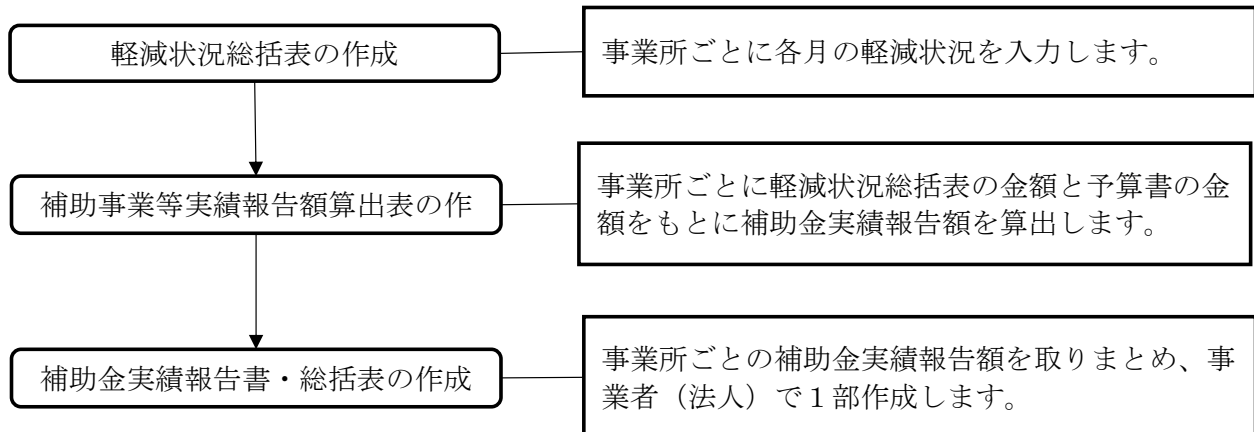 軽減状況総括表の作成
事業所ごとに各月の軽減状況を入力します。
補助事業等実績報告額算出表の作
事業所ごとに軽減状況総括表の金額と予算書の金
額をもとに補助金実績報告額を算出します。
補助金実績報告書・総括表の作成
事業所ごとの補助金実績報告額を取りまとめ、事
業者（法人）で１部作成します。